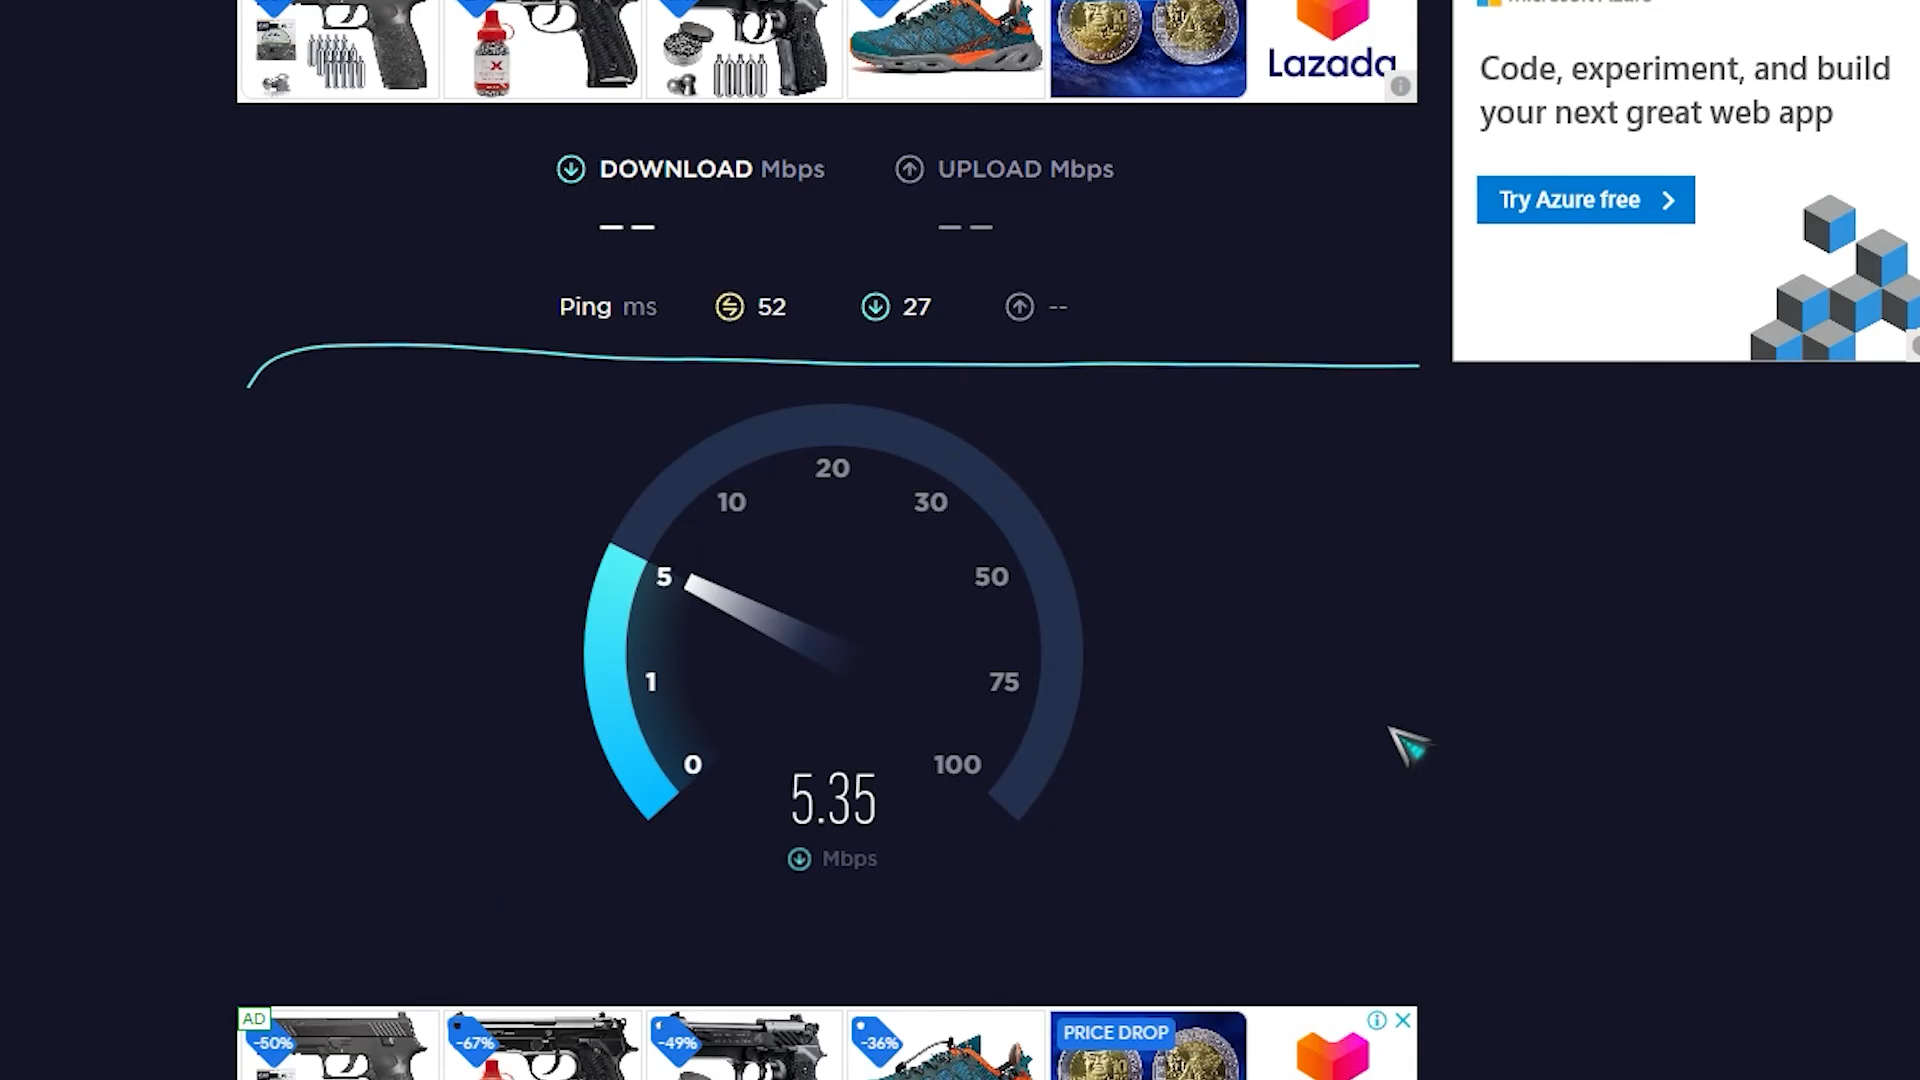 Lazada
Code, experiment, and build
your next great web app
Try Azure free
DOWNLOAD Mbps
UPLOAD Mbps
Ping ms
52
27
--
0
1
5
10
20
30
50
75
100
5.35
Mbps
AD
-50%
-67%
-49%
-36%
PRICE DROP